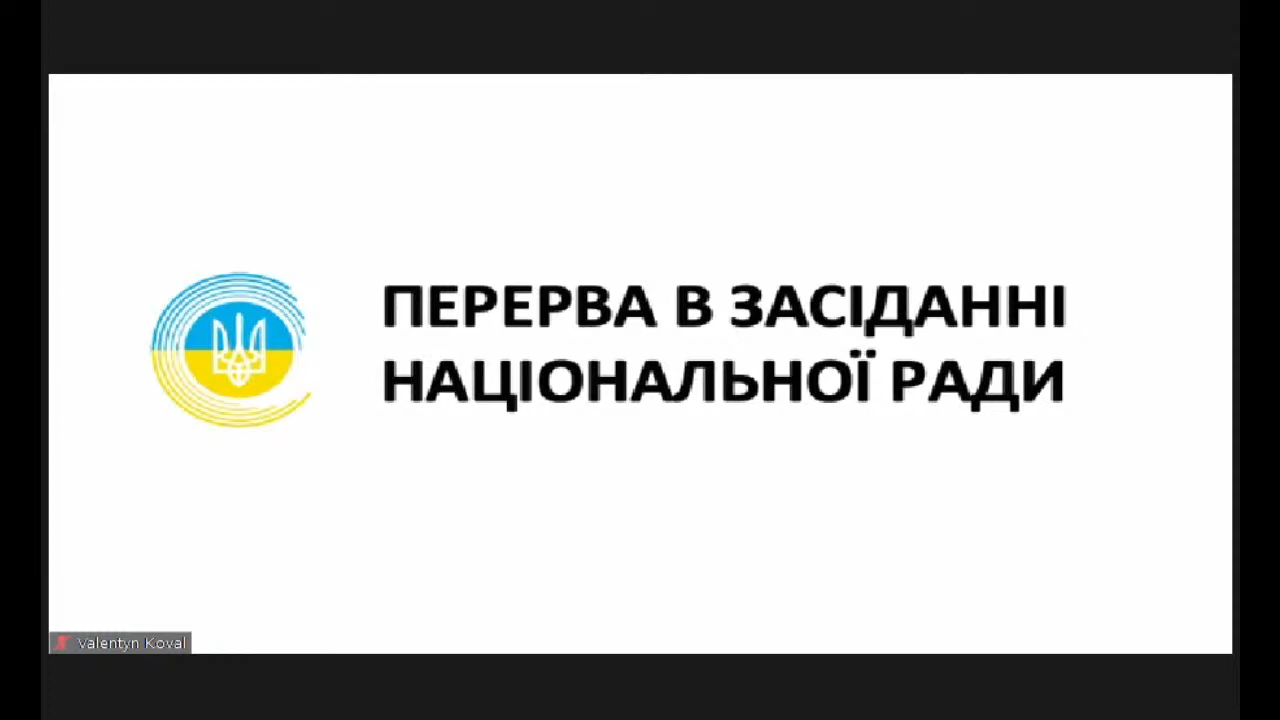 ПЕРЕРВА В ЗАСІДАННІ
НАЦІОНАЛЬНОЇ РАДИ
Valentyn Koval